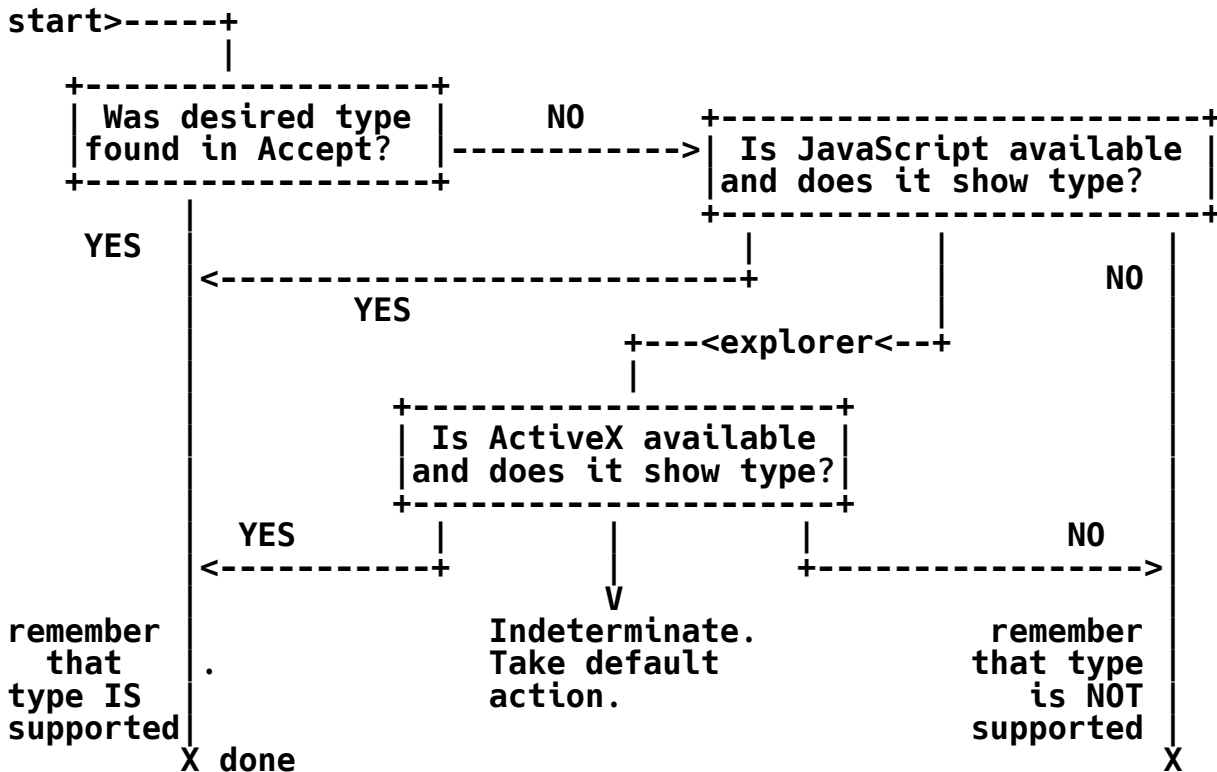 start>-----+
|
+------------------+
| Was desired type | NO +-------------------------+
|found in Accept? |------------>| Is JavaScript available |
+------------------+ |and does it show type? |
| +-------------------------+
YES | | | |
|<---------------------------+ | NO |
| YES | |
| +---<explorer<--+ |
| | |
| +----------------------+ |
| | Is ActiveX available | |
| |and does it show type?| |
| +----------------------+ |
| YES | | | NO |
|<-----------+ | +----------------->|
| V |
remember | Indeterminate. remember |
that |. Take default that type |
type IS | action. is NOT |
supported| supported |
X done X